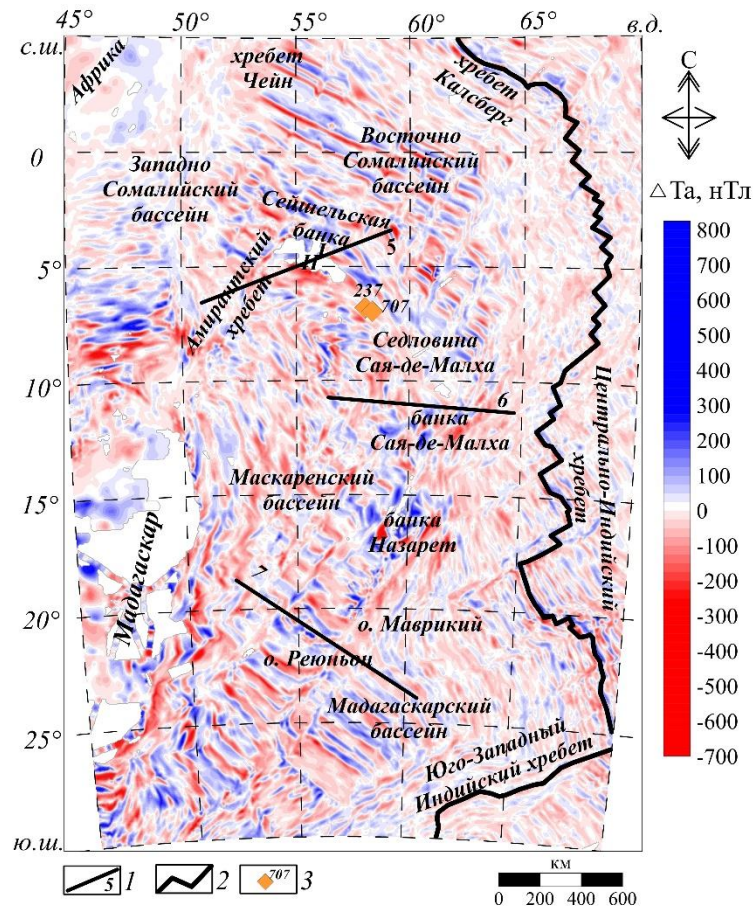 45° 50° 55° 60° 65° в.д.
с.ш.
Африка
хребет
Чейн
хребет
Калсберг
С
0
Западно
Сомалийский
бассейн
Восточно
Сомалийский
бассейн
△Ta, нТл
Сейшельская
банка
5
5°
Амирантский
хребет
237
707
Седловина
Сая-де-Малха
10°
6
банка
Сая-де-Малха
Центрально-Индийский
хребет
Маскаренский
бассейн
15°
банка
Назарет
Мадагаскар
7
20°
о. Маврикий
о. Реюньон
Мадагаскарский
бассейн
25°
Юго-Западный
Индийский хребет
ю.ш.
800
700
600
500
400
300
200
100
0
-100
-200
-300
-400
-500
-600
-700
5 1 2 707 3
км
0 200 400 600